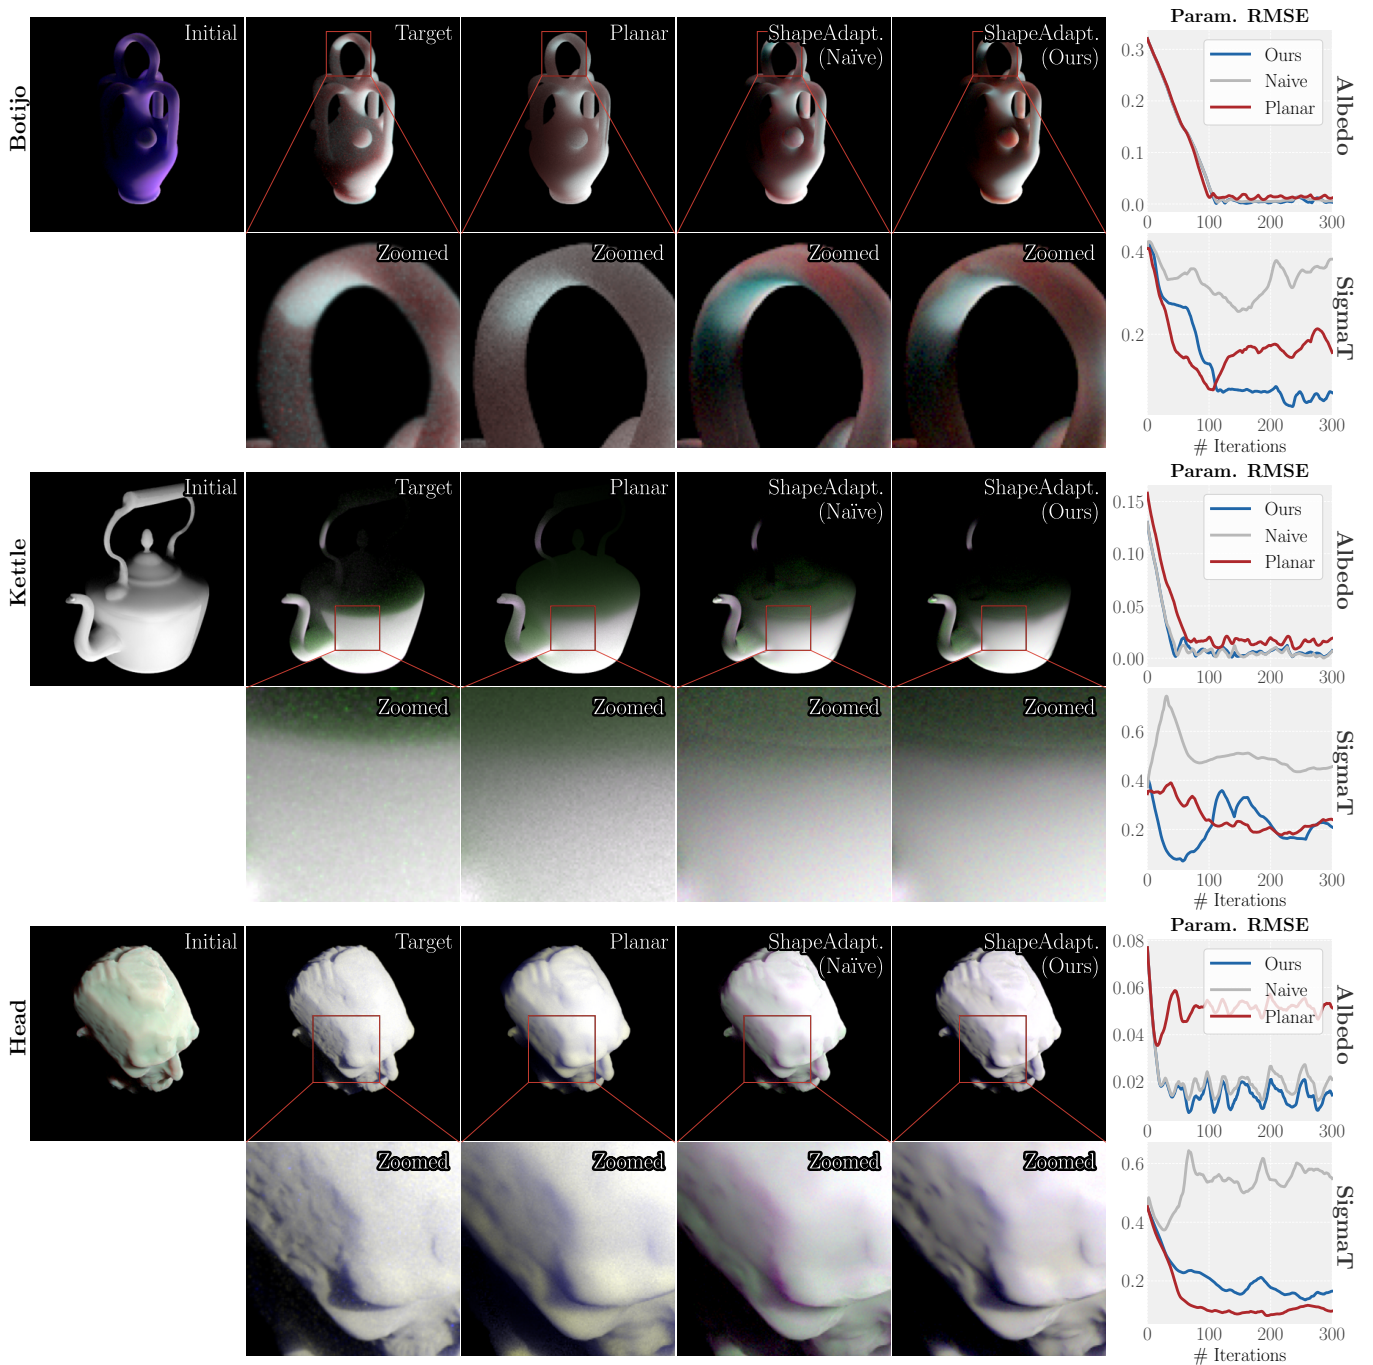 Botijo
Initial
Target
Planar
ShapeAdapt.
(Naïve)
ShapeAdapt.
(Ours)
Zoomed
Zoomed
Zoomed
Zoomed
Param. RMSE
Ours
Naive
Planar
0.3
0.2
0.1
0.0
0
100
200
300
Albedo
0.4
0.2
0
100
200
300
# Iterations
SigmaT
Kettle
Initial
Target
Planar
ShapeAdapt.
(Naïve)
ShapeAdapt.
(Ours)
Zoomed
Zoomed
Zoomed
Zoomed
Param. RMSE
Ours
Naive
Planar
0.15
0.10
0.05
0.00
0
100
200
300
Albedo
0.6
0.4
0.2
0
100
200
300
# Iterations
SigmaT
Head
Initial
Target
Planar
ShapeAdapt.
(Naïve)
ShapeAdapt.
(Ours)
Zoomed
Zoomed
Zoomed
Zoomed
Param. RMSE
Ours
Naive
Planar
0.08
0.06
0.04
0.02
0
100
200
300
Albedo
0.6
0.4
0.2
0
100
200
300
# Iterations
SigmaT